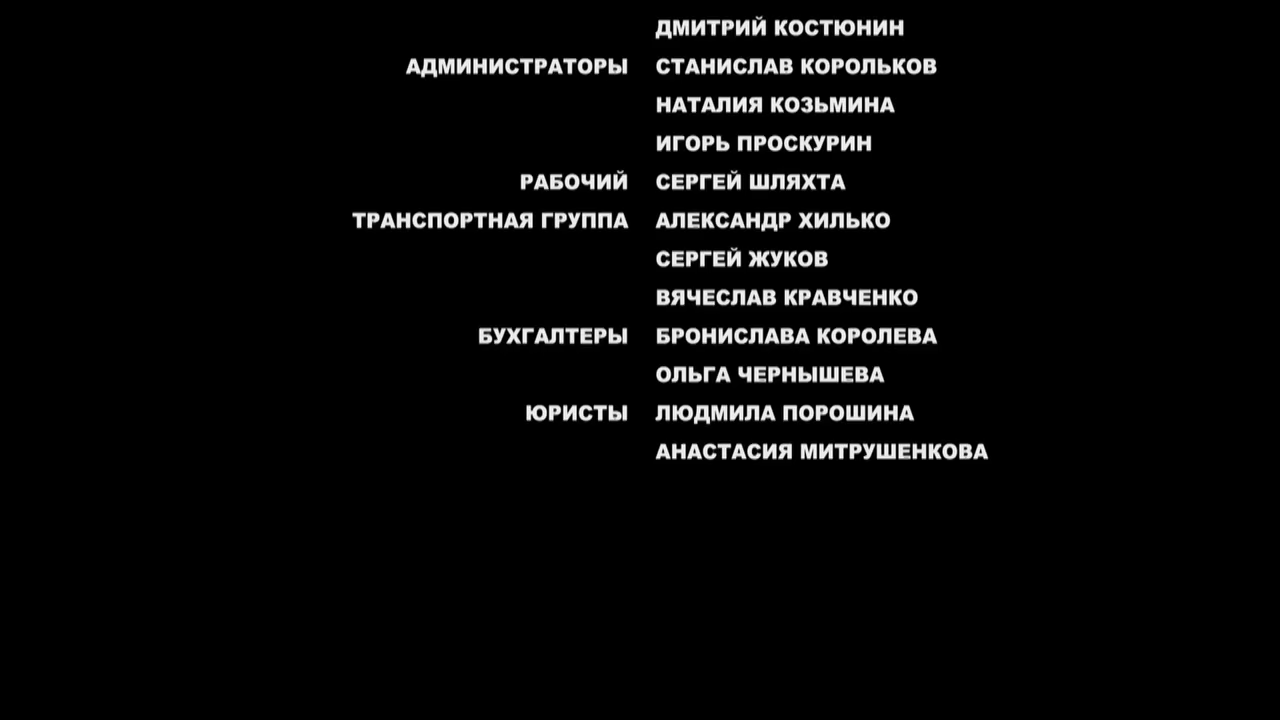 ДМИТРИЙ КОСТЮНИН
АДМИНИСТРАТОРЫ СТАНИСЛАВ КОРОЛЬКОВ
НАТАЛИЯ КОЗЬМИНА
ИГОРЬ ПРОСКУРИН
РАБОЧИЙ СЕРГЕЙ ШЛЯХТА
ТРАНСПОРТНАЯ ГРУППА АЛЕКСАНДР ХИЛЬКО
СЕРГЕЙ ЖУКОВ
ВЯЧЕСЛАВ КРАВЧЕНКО
БУХГАЛТЕРЫ БРОНИСЛАВА КОРОЛЕВА
ОЛЬГА ЧЕРНЫШЕВА
ЮРИСТЫ ЛЮДМИЛА ПОРОШИНА
АНАСТАСИЯ МИТРУШЕНКОВА